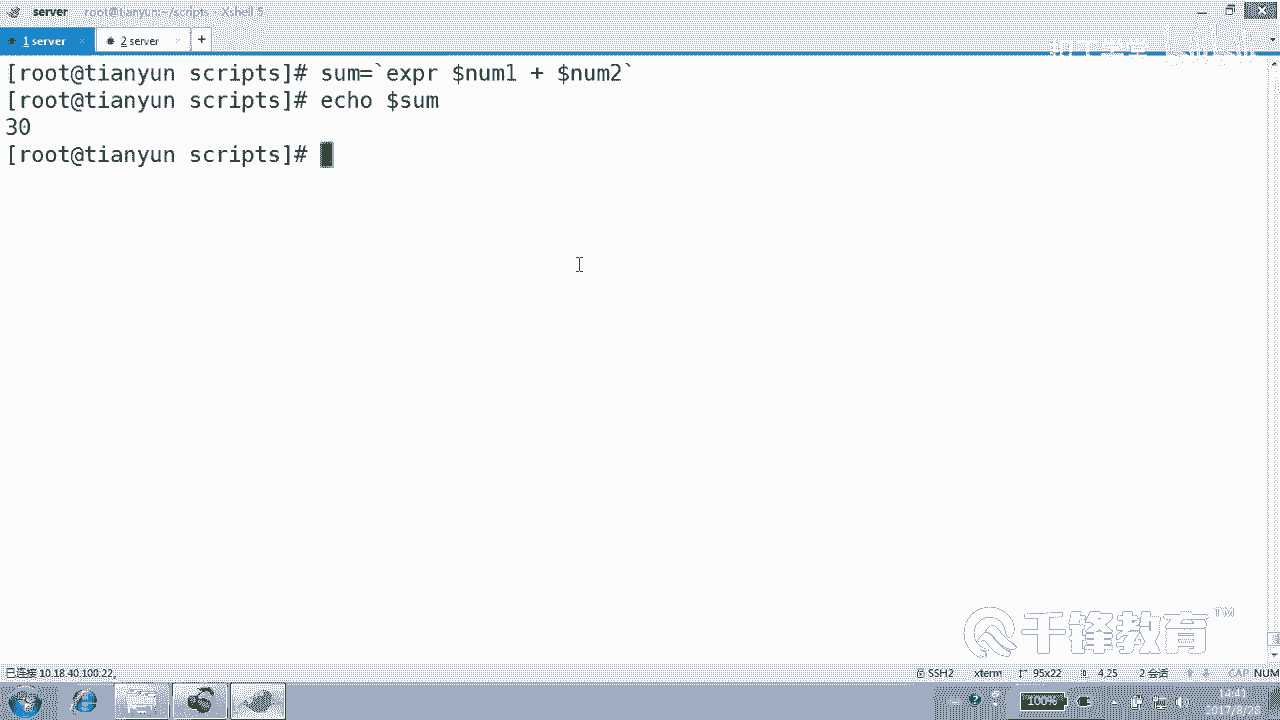 server root@tianyun:~/scripts - Xshell 5
1 server
2 server
+
[root@tianyun scripts]# sum=`expr $num1 + $num2`
[root@tianyun scripts]# echo $sum
30
[root@tianyun scripts]#
千锋教育™
已连接 10.18.40.100:22。
SSH2 xterm 95x22 4,25 2 会话 CAP NUM
100% 14:41
2017/8/28